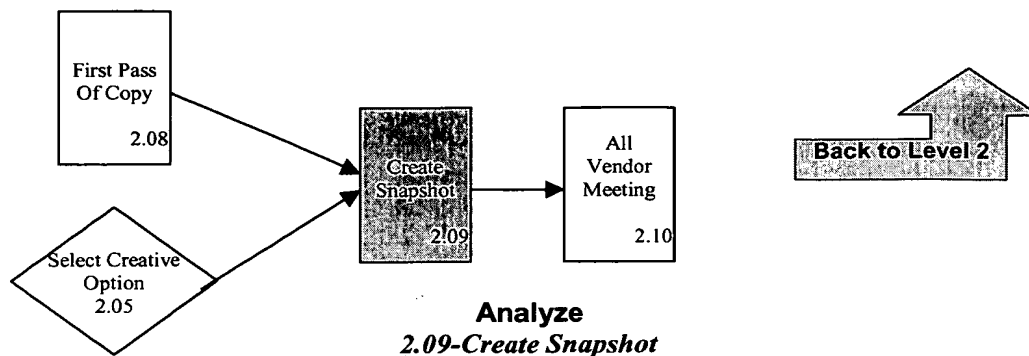 First Pass
Of Copy
2.08
Create
Snapshot
2.09
All
Vendor
Meeting
2.10
Back to Level 2
Select Creative
Option
2.05
Analyze
2.09-Create Snapshot